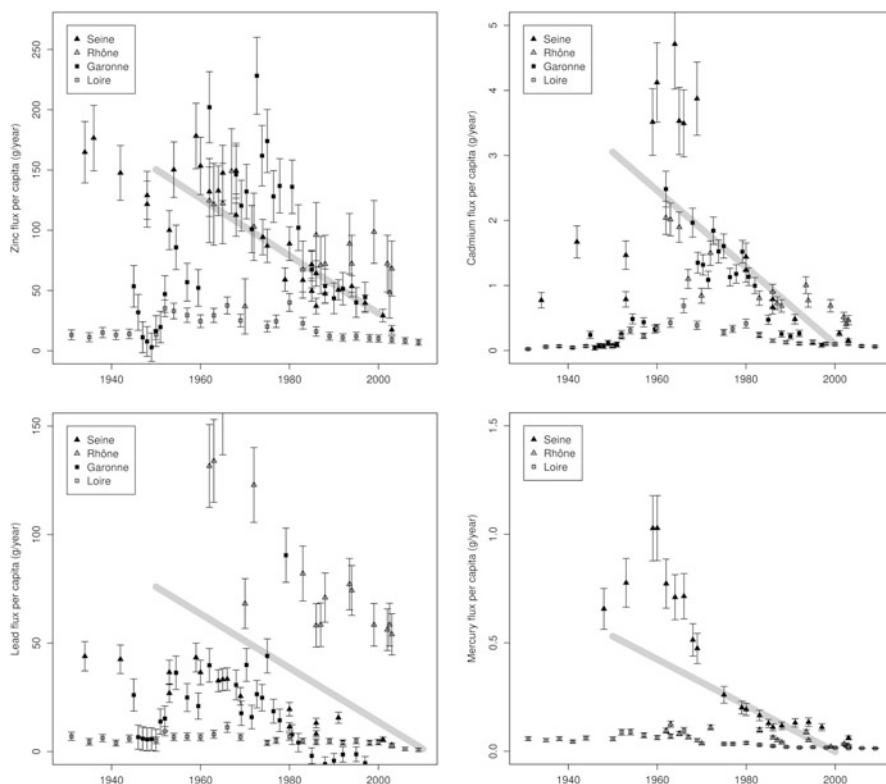 Zinc flux per capita (g/year)
250
200
150
100
50
0
Seine
Rhône
Garonne
Loire
1940 1960 1980 2000
Cadmium flux per capita (g/year)
5
4
3
2
1
0
Seine
Rhône
Garonne
Loire
1940 1960 1980 2000
Lead flux per capita (g/year)
150
100
50
0
Seine
Rhône
Garonne
Loire
1940 1960 1980 2000
Mercury flux per capita (g/year)
1.5
1.0
0.5
0.0
Seine
Rhône
Loire
1940 1960 1980 2000